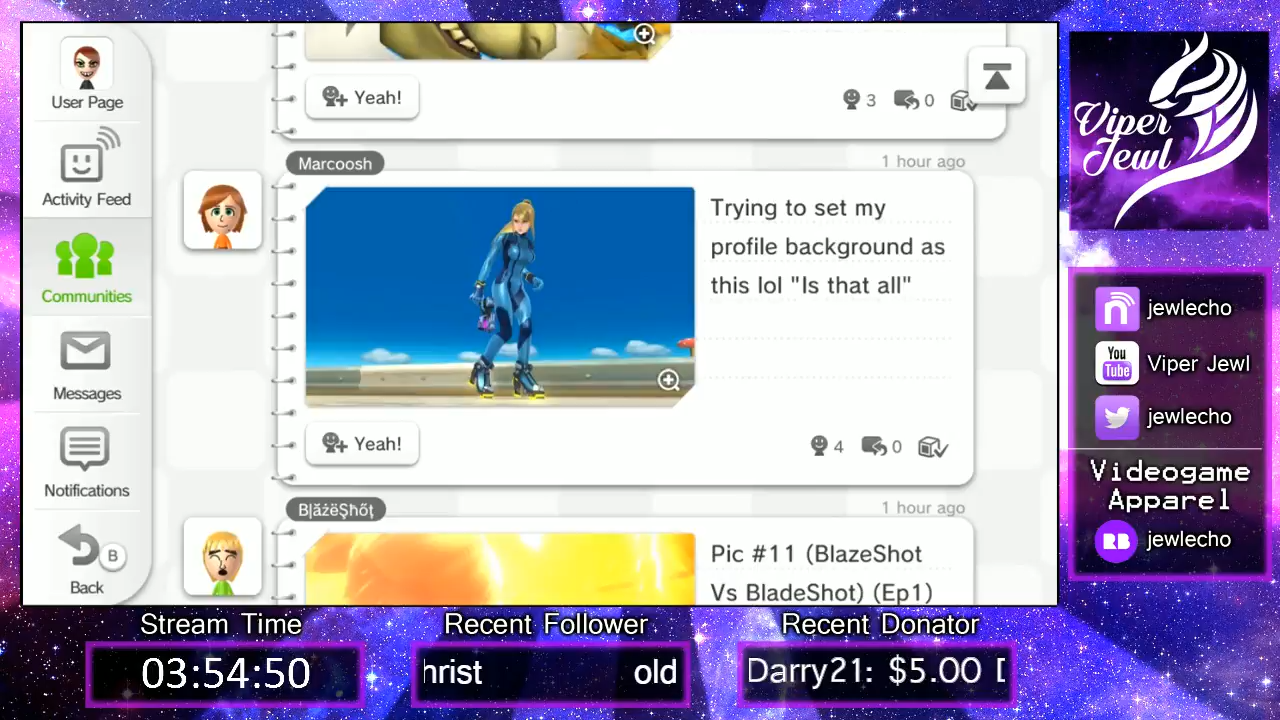 User Page
Activity Feed
Communities
Messages
Notifications
B
Back
Yeah!
3
0
Marcoosh
1 hour ago
Trying to set my
profile background as
this lol "Is that all"
Yeah!
4
0
1 hour ago
Pic #11 (BlazeShot
Vs BladeShot) (Ep1)
Viper
Jewl
jewlecho
You
Tube
Viper Jewl
jewlecho
Videogame
Apparel
RB
jewlecho
Stream Time
03:54:50
Recent Follower
hrist old
Recent Donator
Darry21: $5.00